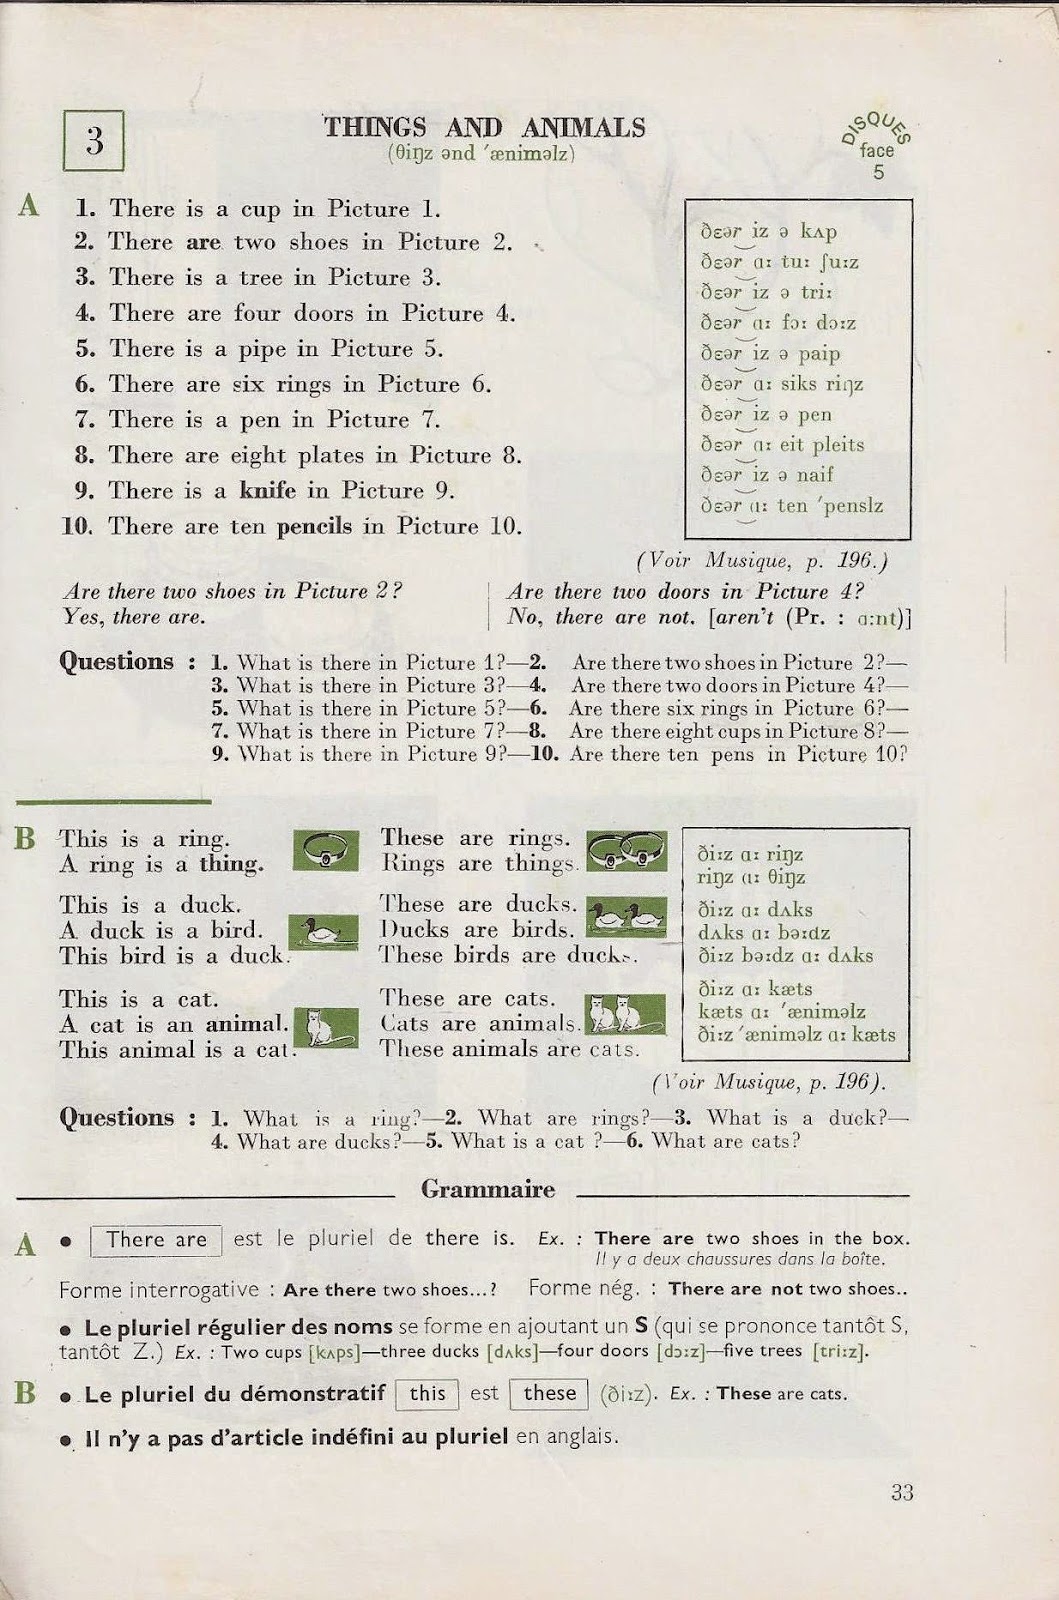 3
THINGS AND ANIMALS
(θiŋz ənd ′æniməlz)
DISQUES
face
5
A
1. There is a cup in Picture 1.
2. There are two shoes in Picture 2.
3. There is a tree in Picture 3.
4. There are four doors in Picture 4.
5. There is a pipe in Picture 5.
6. There are six rings in Picture 6.
7. There is a pen in Picture 7.
8. There are eight plates in Picture 8.
9. There is a knife in Picture 9.
10. There are ten pencils in Picture 10.
ðɛər‿iz ə kʌp
ðɛər‿ɑː tuː ʃuːz
ðɛər‿iz ə triː
ðɛər‿ɑː fɔː dɔːz
ðɛər‿iz ə paip
ðɛər‿ɑː siks riŋz
ðɛər‿iz ə pen
ðɛər‿ɑː eit pleits
ðɛər‿iz ə naif
ðɛər‿ɑː ten ′penslz
(Voir Musique, p. 196.)
Are there two shoes in Picture 2?
Yes, there are.
Are there two doors in Picture 4?
No, there are not. [aren't (Pr. : ɑ:nt)]
Questions : 1. What is there in Picture 1?—2. Are there two shoes in Picture 2?—
3. What is there in Picture 3?—4. Are there two doors in Picture 4?—
5. What is there in Picture 5?—6. Are there six rings in Picture 6?—
7. What is there in Picture 7?—8. Are there eight cups in Picture 8?—
9. What is there in Picture 9?—10. Are there ten pens in Picture 10?
B
This is a ring.
A ring is a thing.
This is a duck.
A duck is a bird.
This bird is a duck.
This is a cat.
A cat is an animal.
This animal is a cat.
These are rings.
Rings are things.
These are ducks.
Ducks are birds.
These birds are ducks.
These are cats.
Cats are animals.
These animals are cats.
ðiːz ɑː riŋz
riŋz ɑː θiŋz
ðiːz ɑː dʌks
dʌks ɑː bəːdz
ðiːz bəːdz ɑː dʌks
ðiːz ɑː kæts
kæts ɑː ′æniməlz
ðiːz ′æniməlz ɑː kæts
(Voir Musique, p. 196).
Questions : 1. What is a ring?—2. What are rings?—3. What is a duck?—
4. What are ducks?—5. What is a cat ?—6. What are cats?
Grammaire
A • There are est le pluriel de there is. Ex. : There are two shoes in the box.
Il y a deux chaussures dans la boîte.
Forme interrogative : Are there two shoes...? Forme nég. : There are not two shoes..
• Le pluriel régulier des noms se forme en ajoutant un S (qui se prononce tantôt S,
tantôt Z.) Ex. : Two cups [kʌps]—three ducks [dʌks]—four doors [dɔːz]—five trees [triːz].
B • Le pluriel du démonstratif this est these (ðiːz). Ex. : These are cats.
• Il n'y a pas d'article indéfini au pluriel en anglais.
33